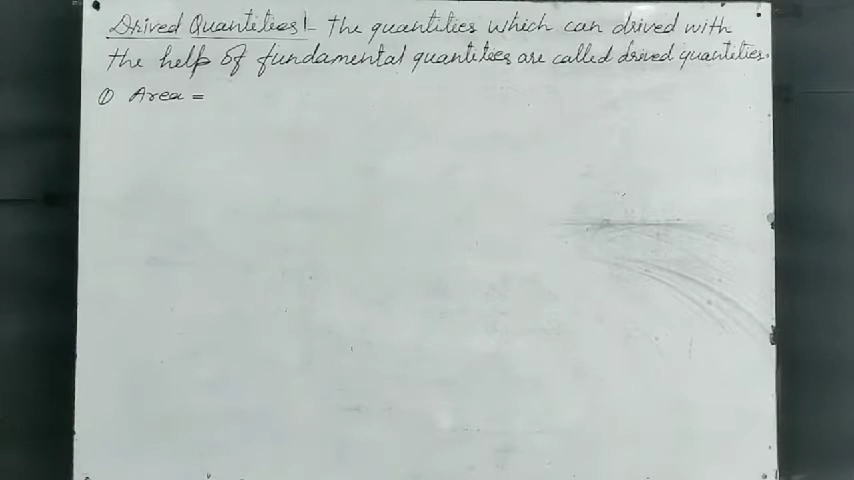 Drived Quantities!- The quantities which can drived with
the help of fundamental quantities are called drived quantities.
① Area =